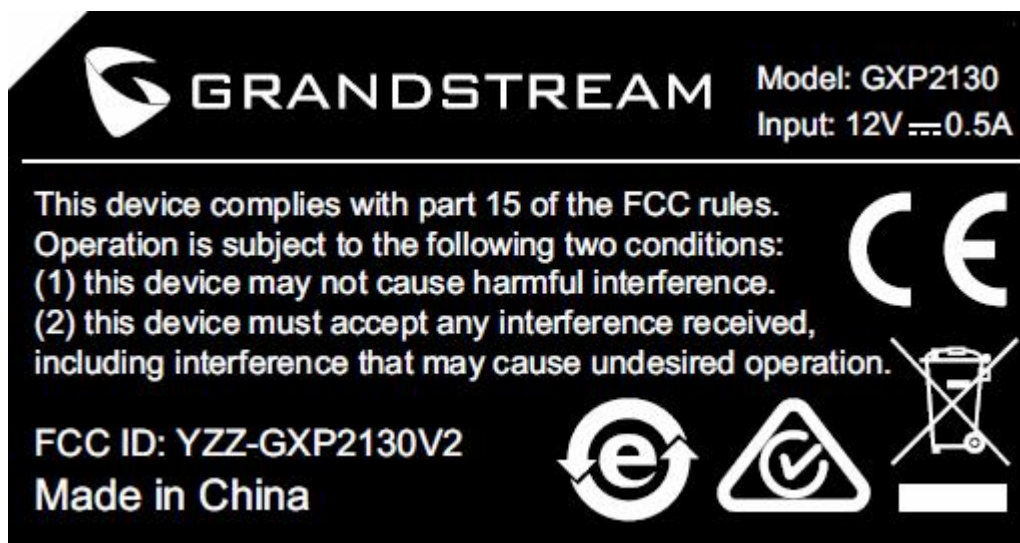 GRANDSTREAM
Model: GXP2130
Input: 12V ⎓ 0.5A
This device complies with part 15 of the FCC rules.
Operation is subject to the following two conditions:
(1) this device may not cause harmful interference.
(2) this device must accept any interference received,
including interference that may cause undesired operation.
FCC ID: YZZ-GXP2130V2
Made in China
CE
e